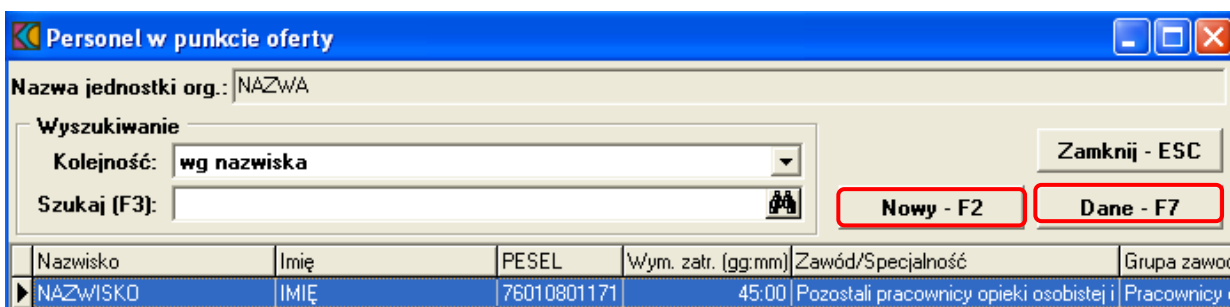 Personel w punkcie oferty
Nazwa jednostki org.: NAZWA
Wyszukiwanie
Kolejność: wg nazwiska
Zamknij - ESC
Szukaj (F3):
Nowy - F2
Dane - F7
Nazwisko Imię PESEL Wym. zatr. (gg:mm) Zawód/Specjalność Grupa zawod
NAZWISKO IMIĘ 76010801171 45:00 Pozostali pracownicy opieki osobistej i Pracownicy